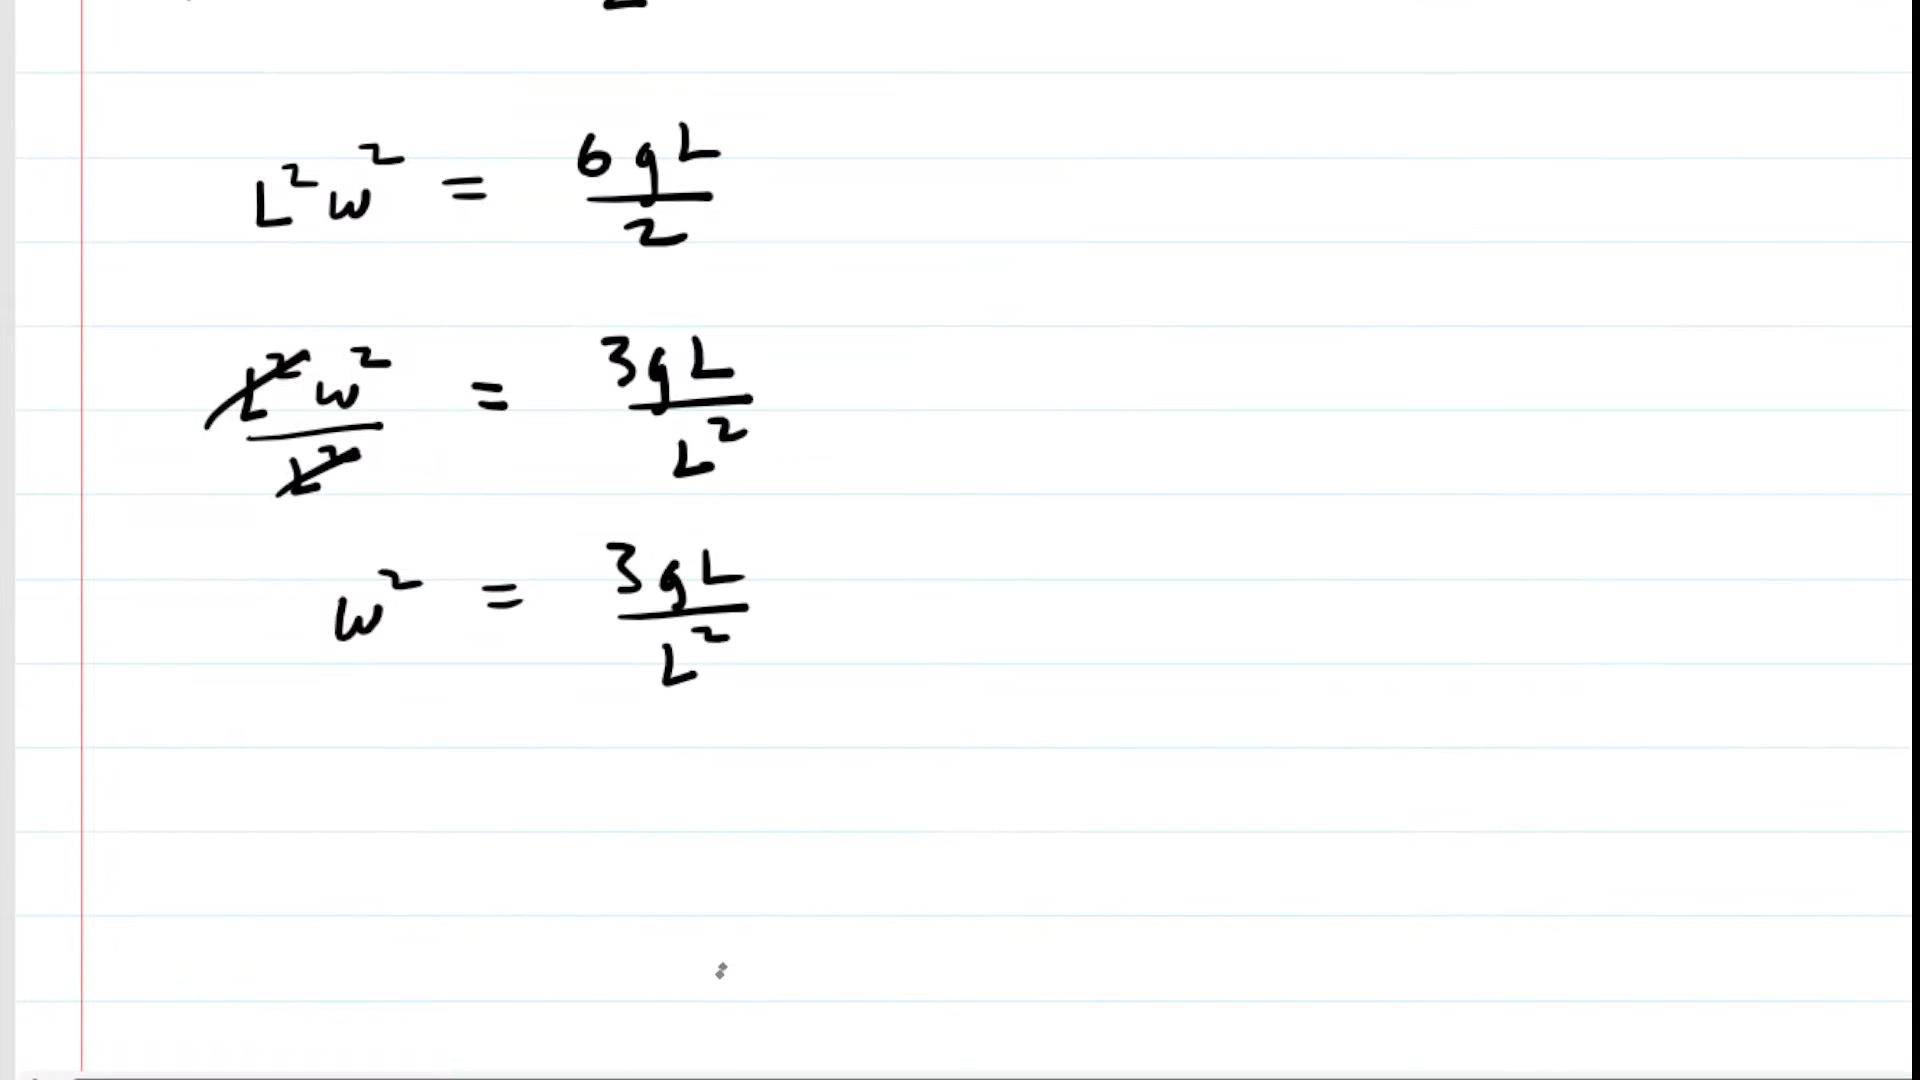 L²w² = 6gL/2
L²w²/L² = 3gL/L²
w² = 3gL/L²